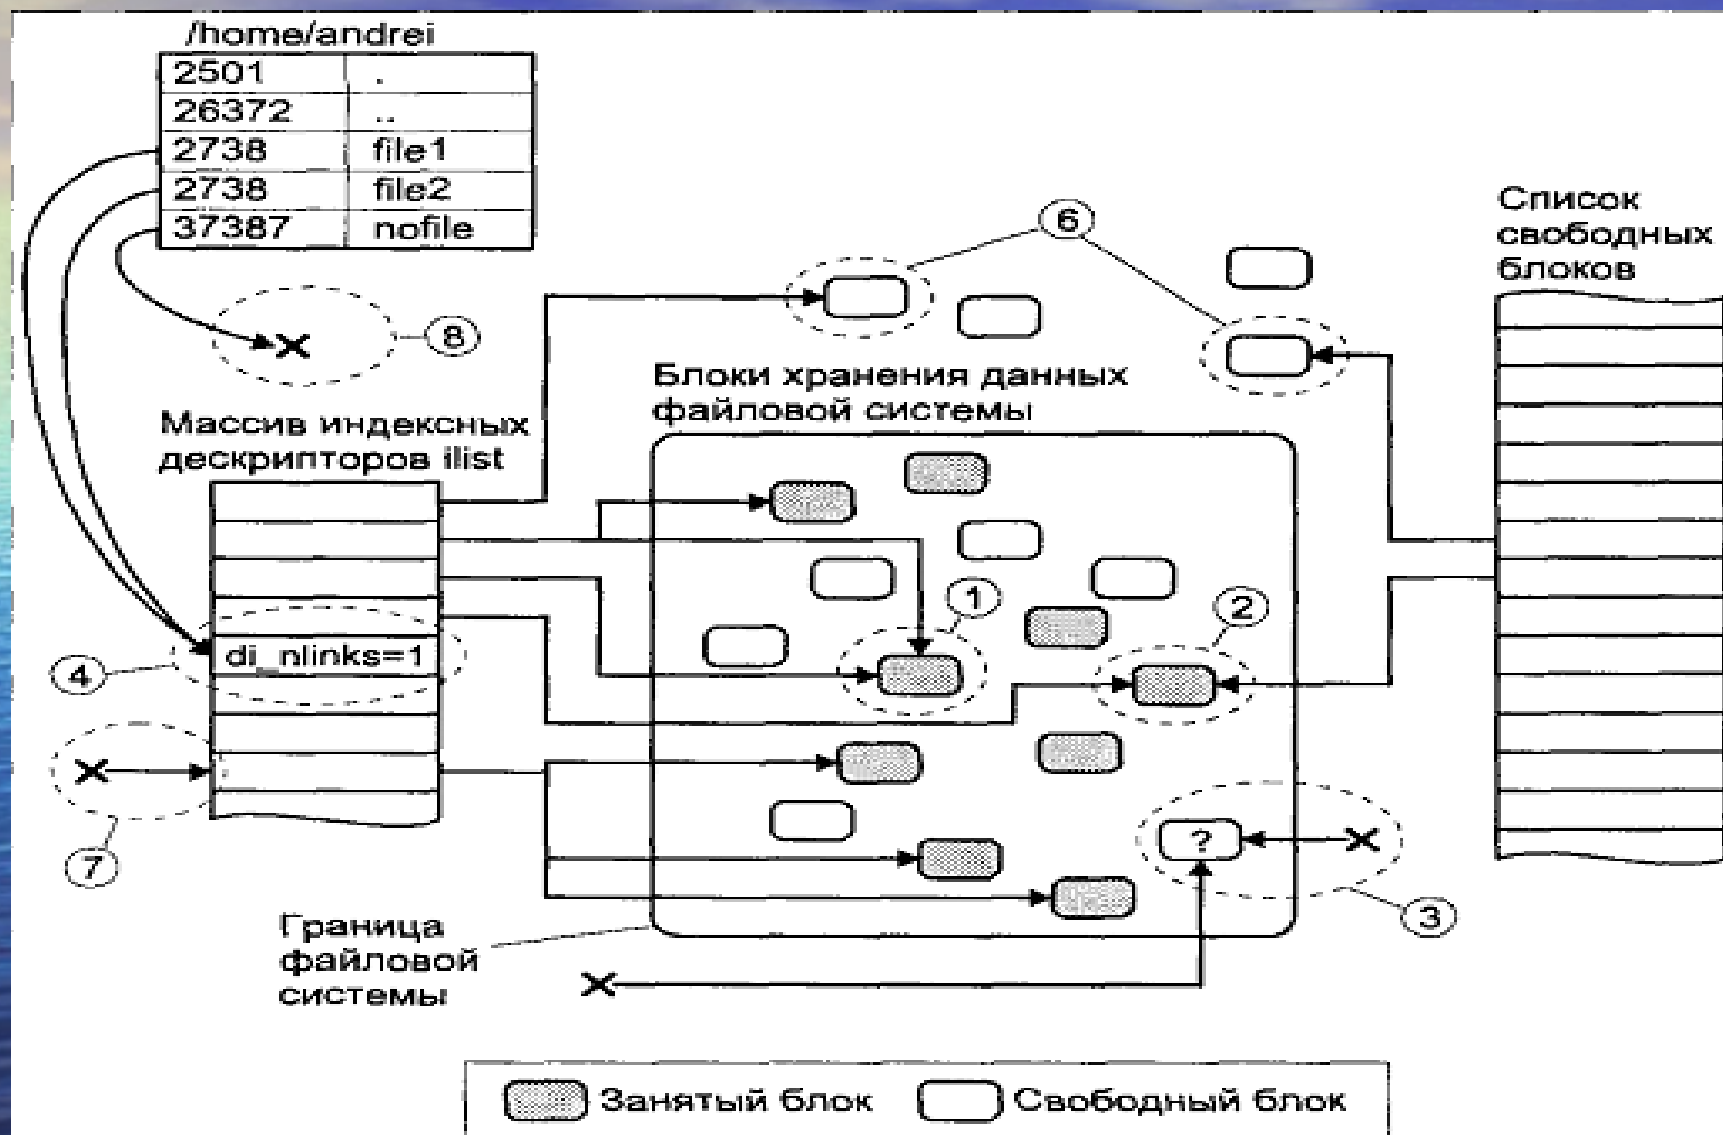 /home/andrei
2501 .
26372 ..
2738 file1
2738 file2
37387 nofile
6
8
Список
свободных
блоков
Блоки хранения данных
файловой системы
Массив индексных
дескрипторов ilist
1
2
di_nlinks=1
4
7
?
3
Граница
файловой
системы
Занятый блок
Свободный блок